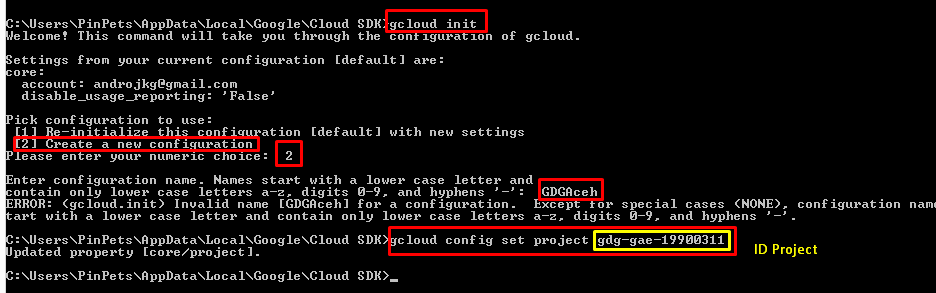 C:\Users\PinPets\AppData\Local\Google\Cloud SDK>gcloud init
Welcome! This command will take you through the configuration of gcloud.
Settings from your current configuration [default] are:
core:
account: androjkg@gmail.com
disable_usage_reporting: 'False'
Pick configuration to use:
[1] Re-initialize this configuration [default] with new settings
[2] Create a new configuration
Please enter your numeric choice: 2
Enter configuration name. Names start with a lower case letter and
contain only lower case letters a-z, digits 0-9, and hyphens '-': GDGAceh
ERROR: (gcloud.init) Invalid name [GDGAceh] for a configuration. Except for special cases (NONE), configuration nam
tart with a lower case letter and contain only lower case letters a-z, digits 0-9, and hyphens '-'.
C:\Users\PinPets\AppData\Local\Google\Cloud SDK>gcloud config set project gdg-gae-19900311
Updated property [core/project].
ID Project
C:\Users\PinPets\AppData\Local\Google\Cloud SDK>_